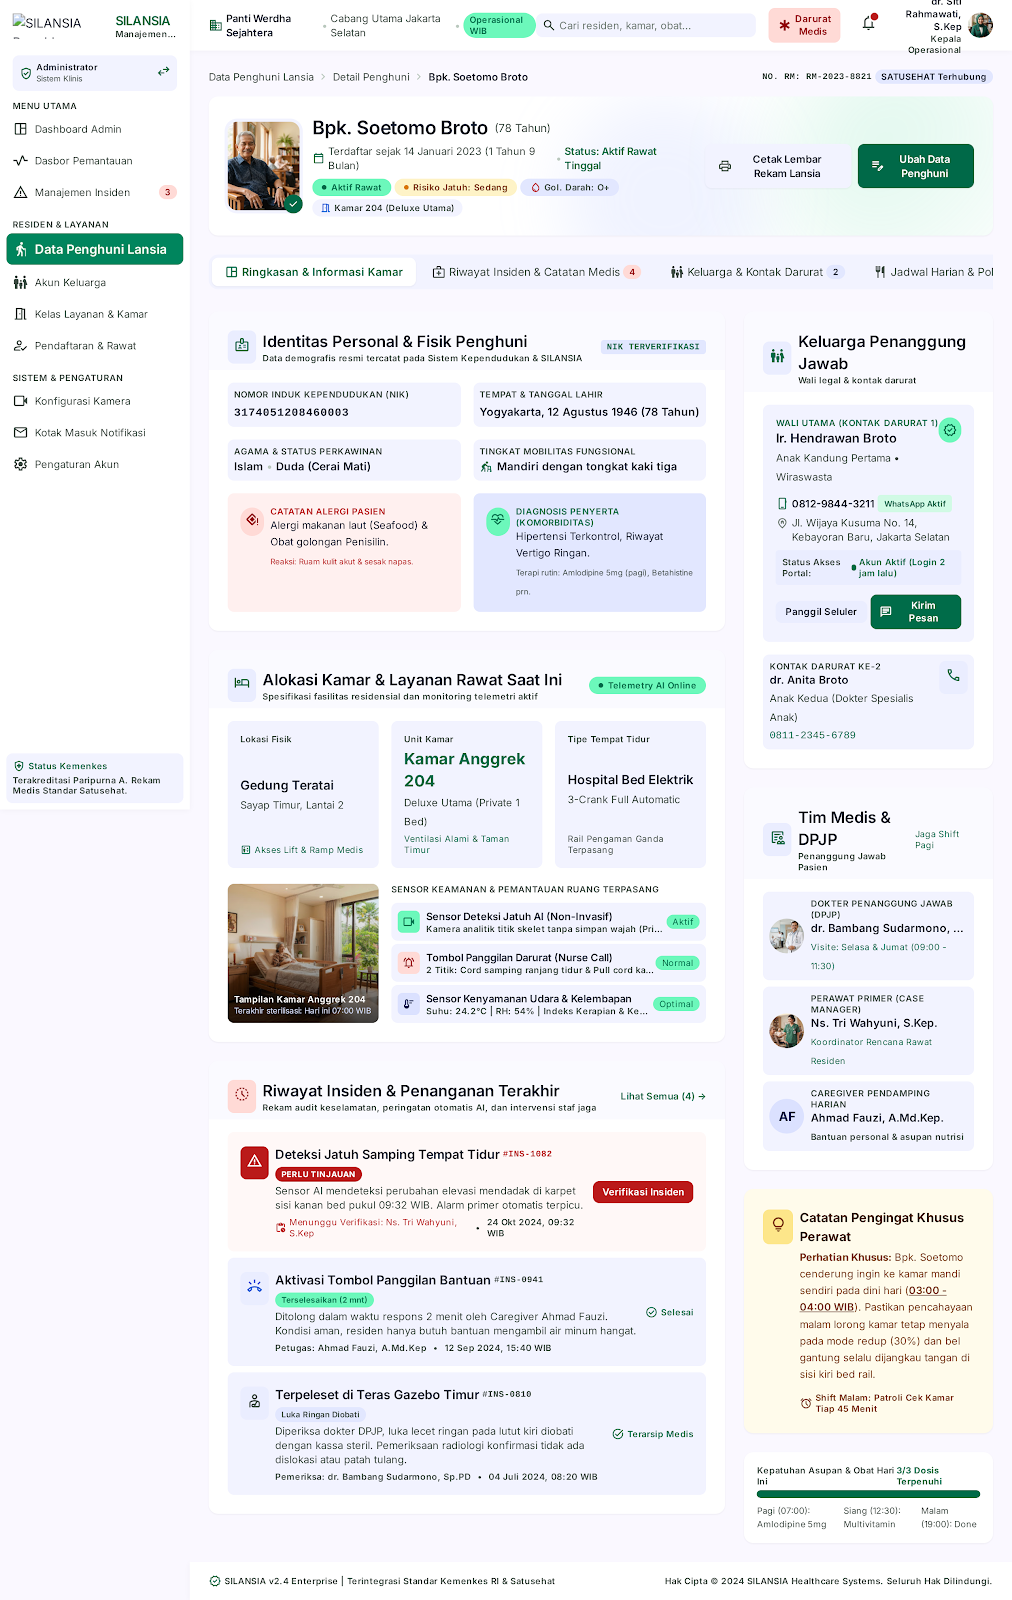 SILANSIA
SILANSIA
Manajemen...
Administrator
Sistem Klinis
MENU UTAMA
Dashboard Admin
Dasbor Pemantauan
Manajemen Insiden 3
RESIDEN & LAYANAN
Data Penghuni Lansia
Akun Keluarga
Kelas Layanan & Kamar
Pendaftaran & Rawat
SISTEM & PENGATURAN
Konfigurasi Kamera
Kotak Masuk Notifikasi
Pengaturan Akun
Status Kemenkes
Terakreditasi Paripurna A. Rekam
Medis Standar Satusehat.
Panti Werdha
Sejahtera
Cabang Utama Jakarta
Selatan
Operasional
WIB
Cari residen, kamar, obat...
Darurat
Medis
dr. Siti
Rahmawati,
S.Kep
Kepala
Operasional
Data Penghuni Lansia > Detail Penghuni > Bpk. Soetomo Broto
NO. RM: RM-2023-8821 SATUSEHAT Terhubung
Bpk. Soetomo Broto (78 Tahun)
Terdaftar sejak 14 Januari 2023 (1 Tahun 9
Bulan)
• Status: Aktif Rawat
Tinggal
Aktif Rawat
Risiko Jatuh: Sedang
Gol. Darah: O+
Kamar 204 (Deluxe Utama)
Cetak Lembar
Rekam Lansia
Ubah Data
Penghuni
Ringkasan & Informasi Kamar
Riwayat Insiden & Catatan Medis 4
Keluarga & Kontak Darurat 2
Jadwal Harian & Pol
Identitas Personal & Fisik Penghuni
Data demografis resmi tercatat pada Sistem Kependudukan & SILANSIA
NIK TERVERIFIKASI
NOMOR INDUK KEPENDUDUKAN (NIK)
3174051208460003
TEMPAT & TANGGAL LAHIR
Yogyakarta, 12 Agustus 1946 (78 Tahun)
AGAMA & STATUS PERKAWINAN
Islam • Duda (Cerai Mati)
TINGKAT MOBILITAS FUNGSIONAL
Mandiri dengan tongkat kaki tiga
CATATAN ALERGI PASIEN
Alergi makanan laut (Seafood) &
Obat golongan Penisilin.
Reaksi: Ruam kulit akut & sesak napas.
DIAGNOSIS PENYERTA
(KOMORBIDITAS)
Hipertensi Terkontrol, Riwayat
Vertigo Ringan.
Terapi rutin: Amlodipine 5mg (pagi), Betahistine
prn.
Alokasi Kamar & Layanan Rawat Saat Ini
Spesifikasi fasilitas residensial dan monitoring telemetri aktif
Telemetry AI Online
Lokasi Fisik
Gedung Teratai
Sayap Timur, Lantai 2
Akses Lift & Ramp Medis
Unit Kamar
Kamar Anggrek
204
Deluxe Utama (Private 1
Bed)
Ventilasi Alami & Taman
Timur
Tipe Tempat Tidur
Hospital Bed Elektrik
3-Crank Full Automatic
Rail Pengaman Ganda
Terpasang
Tampilan Kamar Anggrek 204
Terakhir sterilisasi: Hari ini 07:00 WIB
SENSOR KEAMANAN & PEMANTAUAN RUANG TERPASANG
Sensor Deteksi Jatuh AI (Non-Invasif)
Kamera analitik titik skelet tanpa simpan wajah (Pri...
Aktif
Tombol Panggilan Darurat (Nurse Call)
2 Titik: Cord samping ranjang tidur & Pull cord ka...
Normal
Sensor Kenyamanan Udara & Kelembapan
Suhu: 24.2°C | RH: 54% | Indeks Kerapian & Ke...
Optimal
Riwayat Insiden & Penanganan Terakhir
Rekam audit keselamatan, peringatan otomatis AI, dan intervensi staf jaga
Lihat Semua (4) →
Deteksi Jatuh Samping Tempat Tidur #INS-1082
PERLU TINJAUAN
Sensor AI mendeteksi perubahan elevasi mendadak di karpet
sisi kanan bed pukul 09:32 WIB. Alarm primer otomatis terpicu.
Menunggu Verifikasi: Ns. Tri Wahyuni,
S.Kep
• 24 Okt 2024, 09:32
WIB
Verifikasi Insiden
Aktivasi Tombol Panggilan Bantuan #INS-0941
Terselesaikan (2 mnt)
Ditolong dalam waktu respons 2 menit oleh Caregiver Ahmad Fauzi.
Kondisi aman, residen hanya butuh bantuan mengambil air minum hangat.
Petugas: Ahmad Fauzi, A.Md.Kep • 12 Sep 2024, 15:40 WIB
Selesai
Terpeleset di Teras Gazebo Timur #INS-0810
Luka Ringan Diobati
Diperiksa dokter DPJP, luka lecet ringan pada lutut kiri diobati
dengan kassa steril. Pemeriksaan radiologi konfirmasi tidak ada
dislokasi atau patah tulang.
Pemeriksa: dr. Bambang Sudarmono, Sp.PD • 04 Juli 2024, 08:20 WIB
Terarsip Medis
Keluarga Penanggung
Jawab
Wali legal & kontak darurat
WALI UTAMA (KONTAK DARURAT 1)
Ir. Hendrawan Broto
Anak Kandung Pertama •
Wiraswasta
0812-9844-3211 WhatsApp Aktif
Jl. Wijaya Kusuma No. 14,
Kebayoran Baru, Jakarta Selatan
Status Akses
Portal:
Akun Aktif (Login 2
jam lalu)
Panggil Seluler
Kirim
Pesan
KONTAK DARURAT KE-2
dr. Anita Broto
Anak Kedua (Dokter Spesialis
Anak)
0811-2345-6789
Tim Medis &
DPJP
Penanggung Jawab
Pasien
Jaga Shift
Pagi
DOKTER PENANGGUNG JAWAB
(DPJP)
dr. Bambang Sudarmono, ...
Visite: Selasa & Jumat (09:00 -
11:30)
PERAWAT PRIMER (CASE
MANAGER)
Ns. Tri Wahyuni, S.Kep.
Koordinator Rencana Rawat
Residen
AF
CAREGIVER PENDAMPING
HARIAN
Ahmad Fauzi, A.Md.Kep.
Bantuan personal & asupan nutrisi
Catatan Pengingat Khusus
Perawat
Perhatian Khusus: Bpk. Soetomo
cenderung ingin ke kamar mandi
sendiri pada dini hari (03:00 -
04:00 WIB). Pastikan pencahayaan
malam lorong kamar tetap menyala
pada mode redup (30%) dan bel
gantung selalu dijangkau tangan di
sisi kiri bed rail.
Shift Malam: Patroli Cek Kamar
Tiap 45 Menit
Kepatuhan Asupan & Obat Hari
Ini
3/3 Dosis
Terpenuhi
Pagi (07:00):
Amlodipine 5mg
Siang (12:30):
Multivitamin
Malam
(19:00): Done
SILANSIA v2.4 Enterprise | Terintegrasi Standar Kemenkes RI & Satusehat
Hak Cipta © 2024 SILANSIA Healthcare Systems. Seluruh Hak Dilindungi.